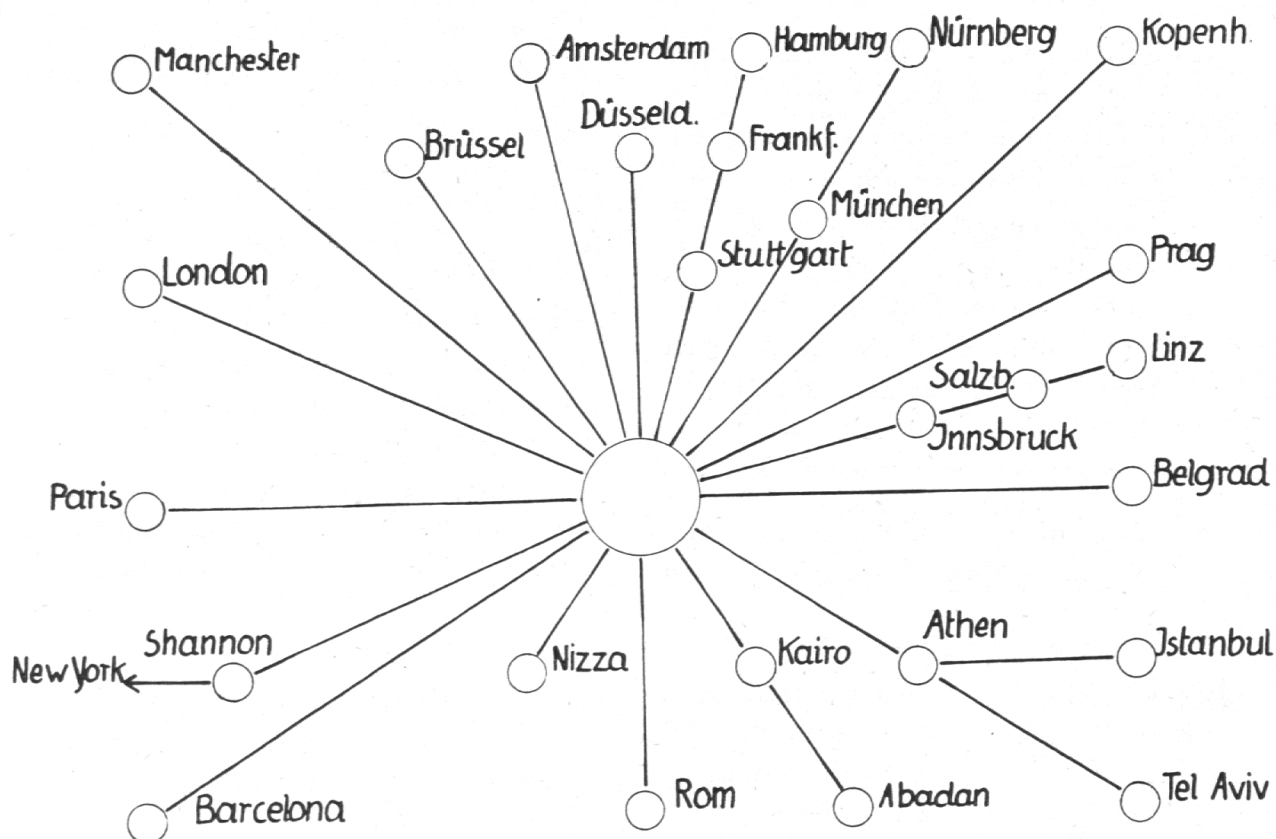 Manchester
Amsterdam
Hamburg
Nürnberg
Kopenh.
Brüssel
Düsseld.
Frankf.
München
London
Stuttgart
Prag
Linz
Salzb.
Innsbruck
Paris
Belgrad
Shannon
New York
Nizza
Kairo
Athen
Istanbul
Barcelona
Rom
Abadan
Tel Aviv